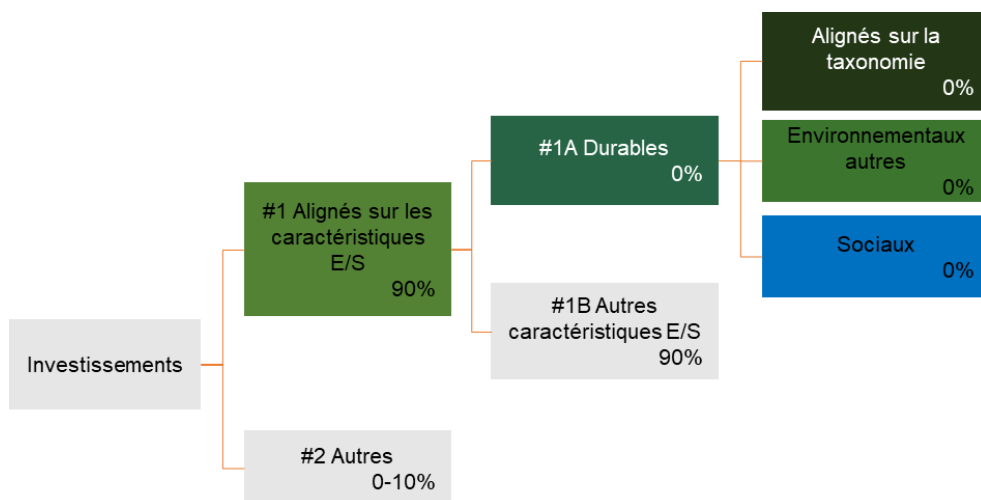 Alignés sur la
taxonomie
0%
#1A Durables
0%
Environnementaux
autres
0%
#1 Alignés sur les
caractéristiques
E/S
90%
Sociaux
0%
#1B Autres
caractéristiques E/S
90%
Investissements
#2 Autres
0-10%